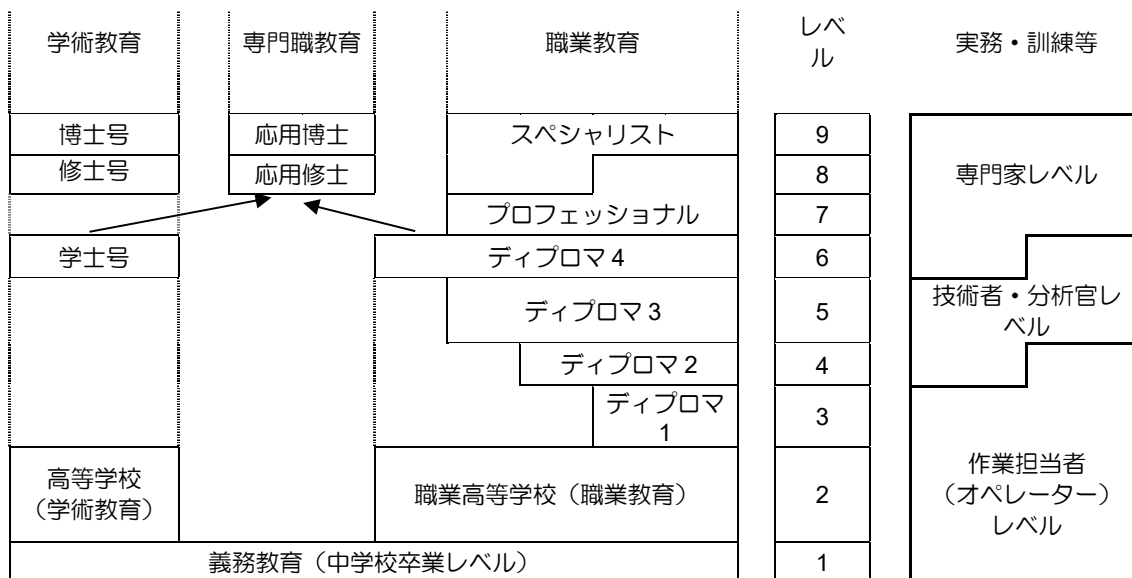 学術教育
専門職教育
職業教育
レベ
ル
実務・訓練等
博士号
応用博士
スペシャリスト
9
修士号
応用修士
8
専門家レベル
プロフェッショナル
7
学士号
ディプロマ 4
6
ディプロマ 3
5
技術者・分析官レ
ベル
ディプロマ 2
4
ディプロマ
1
3
高等学校
（学術教育）
職業高等学校（職業教育）
2
作業担当者
（オペレーター）
レベル
義務教育（中学校卒業レベル）
1